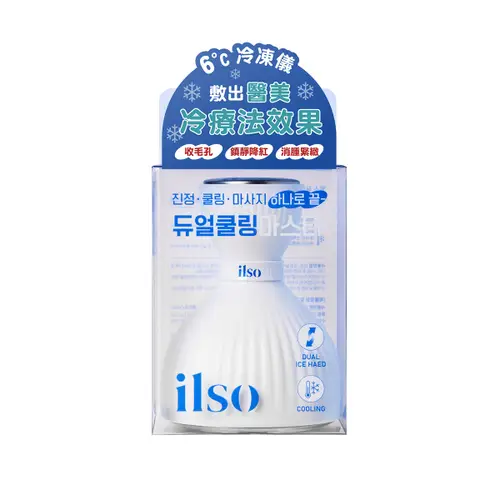 6°C 冷凍儀
敷出醫美
冷療法效果
收毛孔 鎮靜降紅 消腫緊緻
진정·쿨링·마사지 하나로 끝
듀얼쿨링마스터
ilso
DUAL
ICE HAED
COOLING
ilso